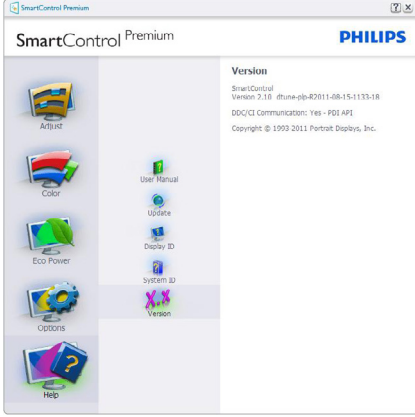 SmartControl Premium
SmartControl Premium
PHILIPS
Adjust
Color
Eco Power
Options
Help
User Manual
Update
Display ID
System ID
X.X
Version
Version
SmartControl
Version 2.10 dtune-plp-R2011-08-15-1133-18
DDC/CI Communication: Yes - PDI API
Copyright © 1993-2011 Portrait Displays, Inc.